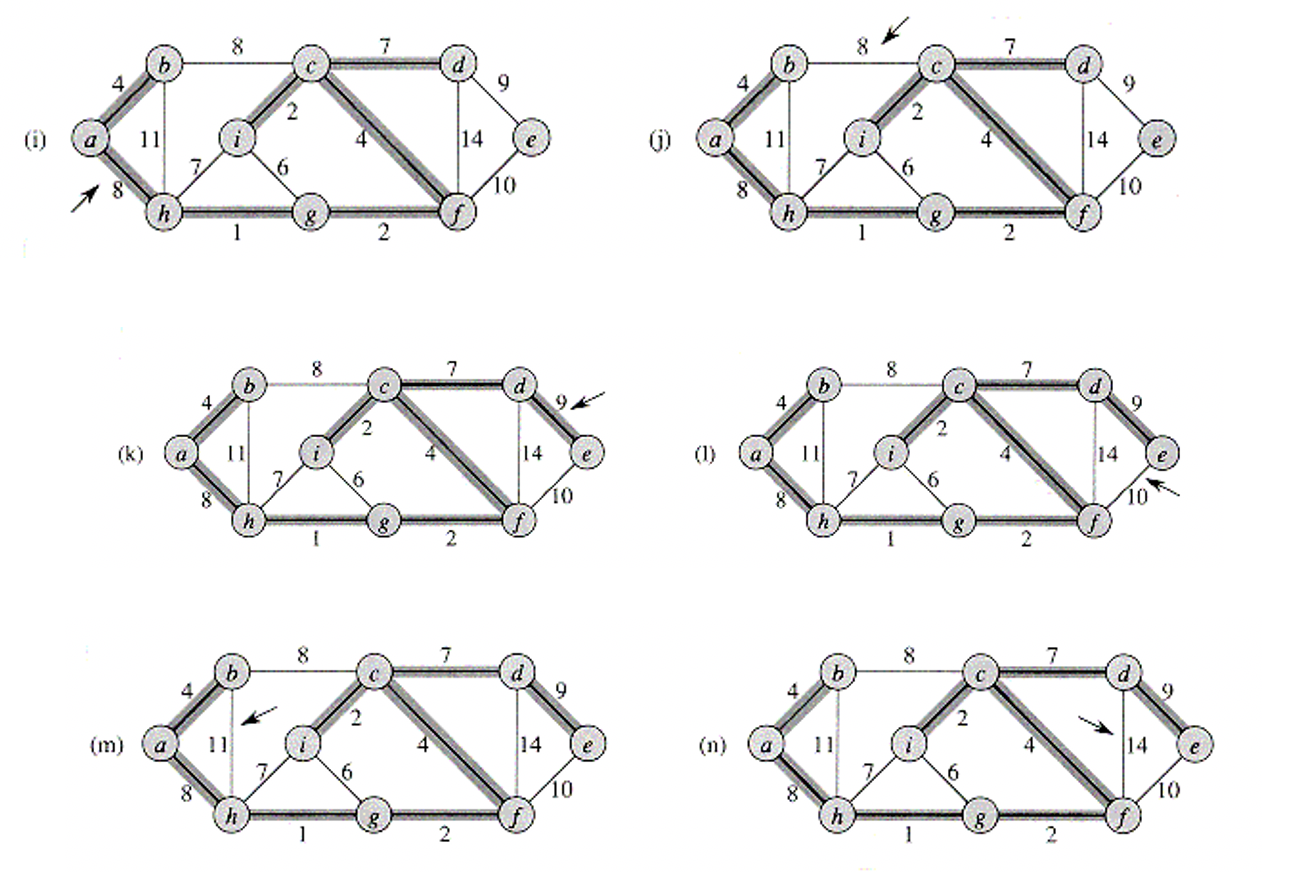 8 7 8 7
b c d b c d
4 9 4 9
2 2
(i) a 11 i 4 14 e (j) a 11 i 4 14 e
7 6 7 6
8 10 8 10
h g f h g f
1 2 1 2
8 7 8 7
b c d b c d
4 9 4 9
2 2
(k) a 11 i 4 14 e (l) a 11 i 4 14 e
7 6 7 6
8 10 8 10
h g f h g f
1 2 1 2
8 7 8 7
b c d b c d
4 9 4 9
2 2
(m) a 11 i 4 14 e (n) a 11 i 4 14 e
7 6 7 6
8 10 8 10
h g f h g f
1 2 1 2